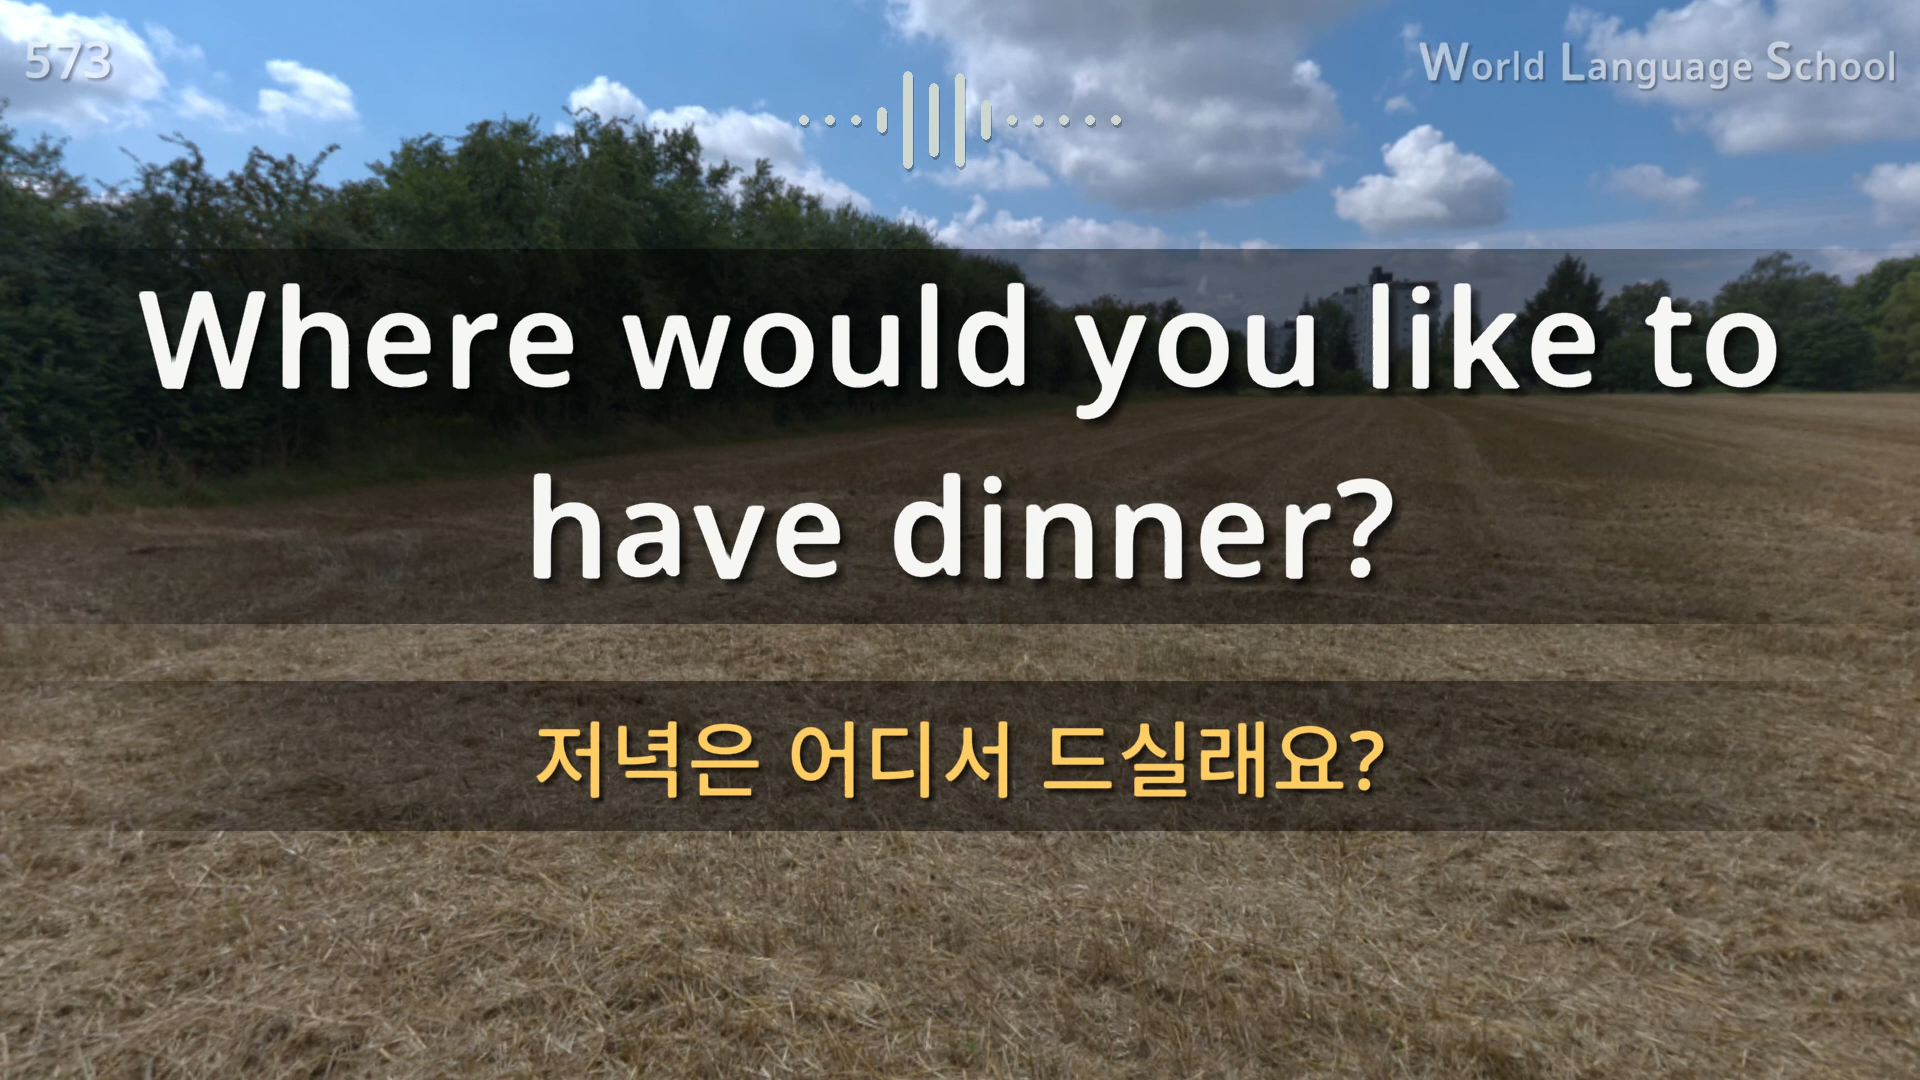 573
World Language School
Where would you like to
have dinner?
저녁은 어디서 드실래요?